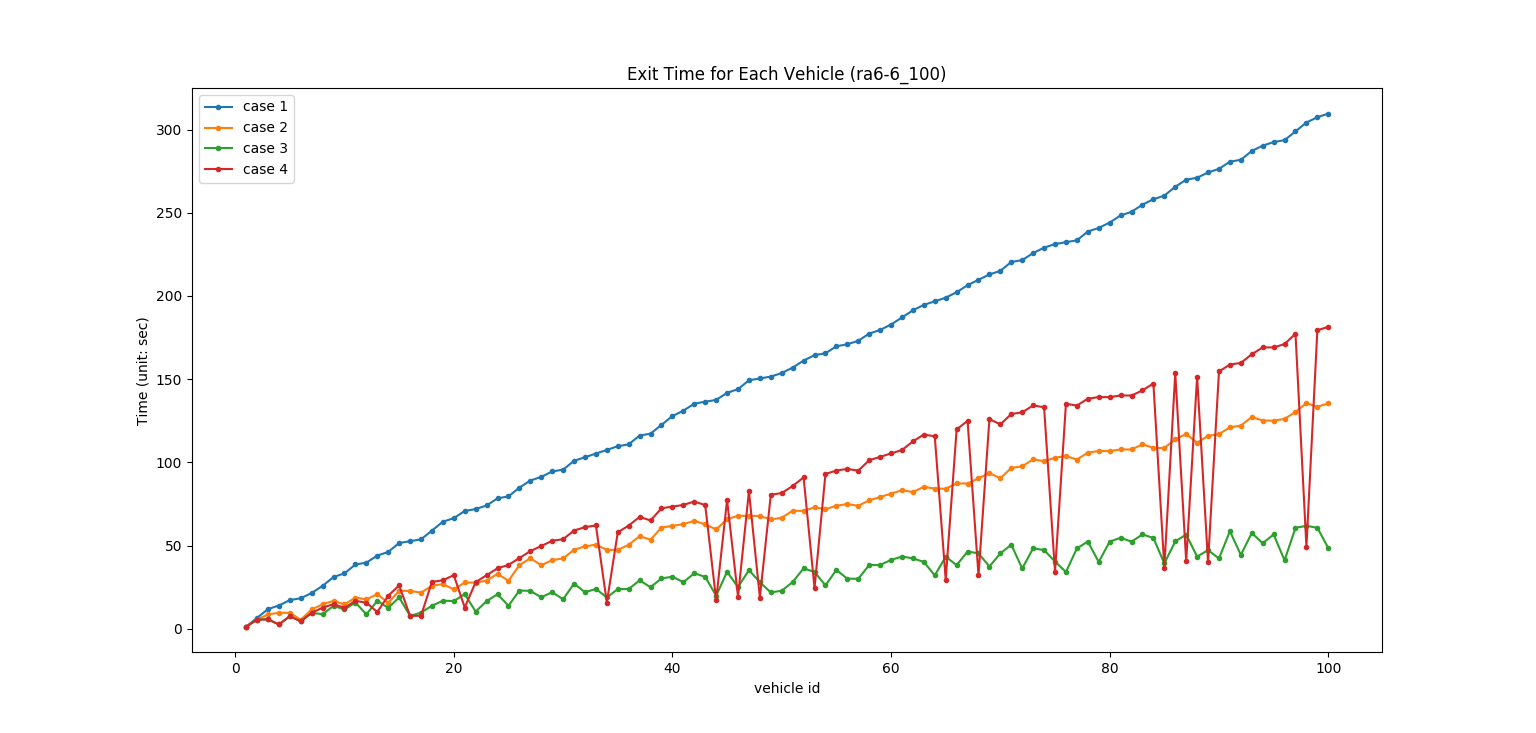 Exit Time for Each Vehicle (ra6-6_100)
case 1
case 2
case 3
case 4
Time (unit: sec)
300
250
200
150
100
50
0
0 20 40 60 80 100
vehicle id